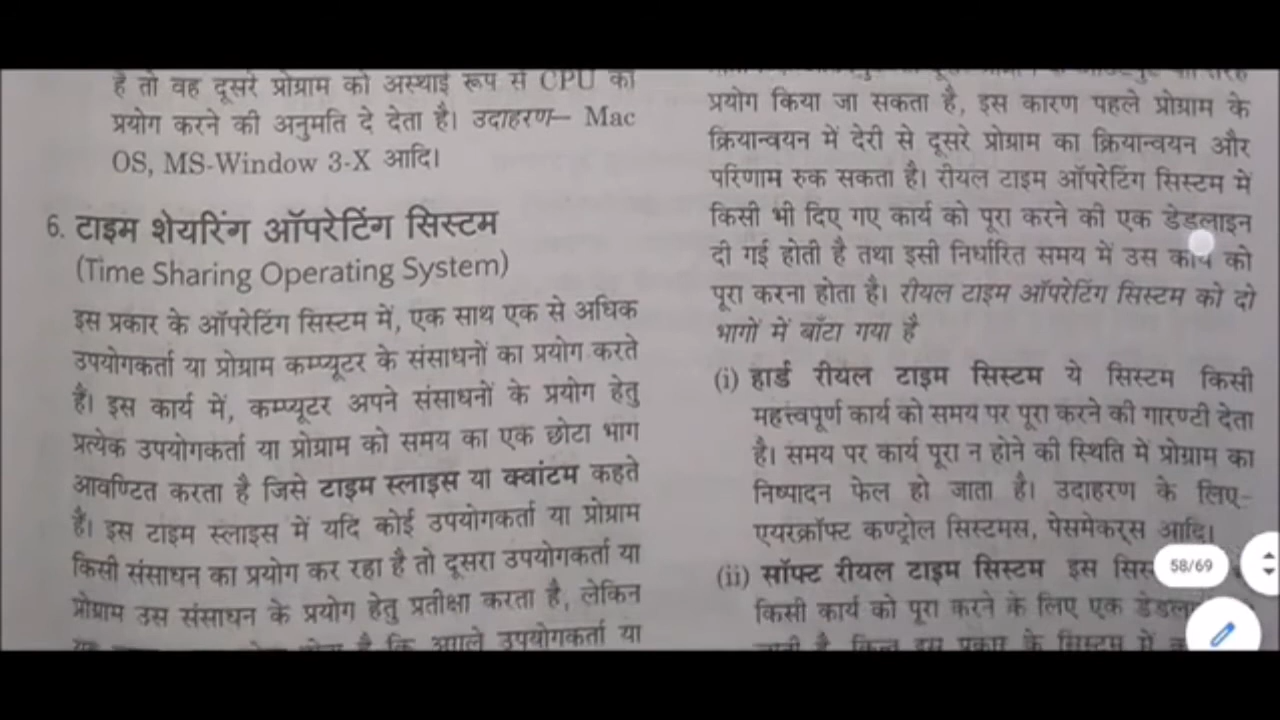 है तो वह दूसरे प्रोग्राम को अस्थाई रूप से CPU का
प्रयोग करने की अनुमति दे देता है। उदाहरण– Mac
OS, MS-Window 3-X आदि।
6. टाइम शेयरिंग ऑपरेटिंग सिस्टम
(Time Sharing Operating System)
इस प्रकार के ऑपरेटिंग सिस्टम में, एक साथ एक से अधिक
उपयोगकर्ता या प्रोग्राम कम्प्यूटर के संसाधनों का प्रयोग करते
हैं। इस कार्य में, कम्प्यूटर अपने संसाधनों के प्रयोग हेतु
प्रत्येक उपयोगकर्ता या प्रोग्राम को समय का एक छोटा भाग
आवण्टित करता है जिसे टाइम स्लाइस या क्वांटम कहते
हैं। इस टाइम स्लाइस में यदि कोई उपयोगकर्ता या प्रोग्राम
किसी संसाधन का प्रयोग कर रहा है तो दूसरा उपयोगकर्ता या
प्रोग्राम उस संसाधन के प्रयोग हेतु प्रतीक्षा करता है, लेकिन
है कि अगले उपयोगकर्ता या
प्रयोग किया जा सकता है, इस कारण पहले प्रोग्राम के
क्रियान्वयन में देरी से दूसरे प्रोग्राम का क्रियान्वयन और
परिणाम रुक सकता है। रीयल टाइम ऑपरेटिंग सिस्टम में
किसी भी दिए गए कार्य को पूरा करने की एक डेडलाइन
दी गई होती है तथा इसी निर्धारित समय में उस कार्य को
पूरा करना होता है। रीयल टाइम ऑपरेटिंग सिस्टम को दो
भागों में बाँटा गया है
(i) हार्ड रीयल टाइम सिस्टम ये सिस्टम किसी
महत्त्वपूर्ण कार्य को समय पर पूरा करने की गारण्टी देता
है। समय पर कार्य पूरा न होने की स्थिति में प्रोग्राम का
निष्पादन फेल हो जाता है। उदाहरण के लिए–
एयरक्रॉफ्ट कण्ट्रोल सिस्टमस, पेसमेकर्स आदि।
(ii) सॉफ्ट रीयल टाइम सिस्टम इस
किसी कार्य को पूरा करने के लिए एक
किन्तु इस प्रकार के सिस्टम में
58/69